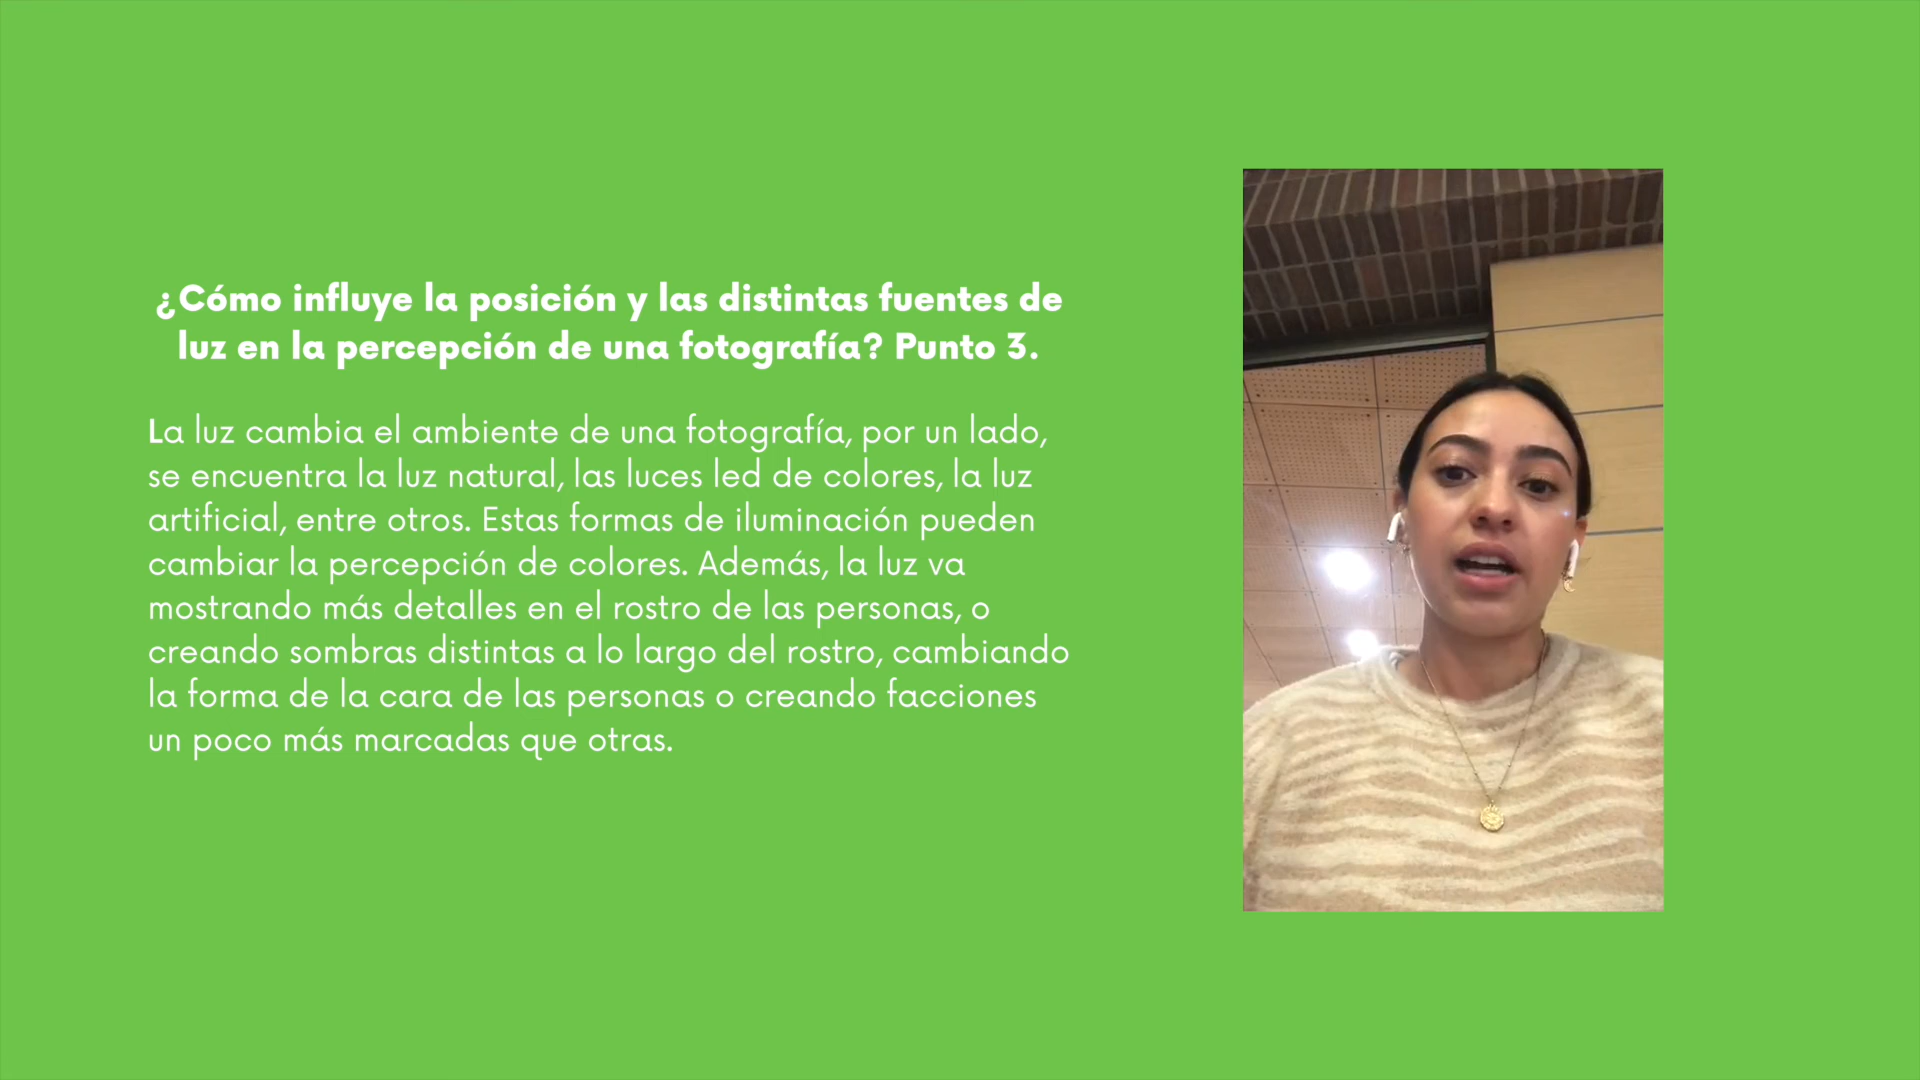 ¿Cómo influye la posición y las distintas fuentes de
luz en la percepción de una fotografía? Punto 3.
La luz cambia el ambiente de una fotografía, por un lado,
se encuentra la luz natural, las luces led de colores, la luz
artificial, entre otros. Estas formas de iluminación pueden
cambiar la percepción de colores. Además, la luz va
mostrando más detalles en el rostro de las personas, o
creando sombras distintas a lo largo del rostro, cambiando
la forma de la cara de las personas o creando facciones
un poco más marcadas que otras.